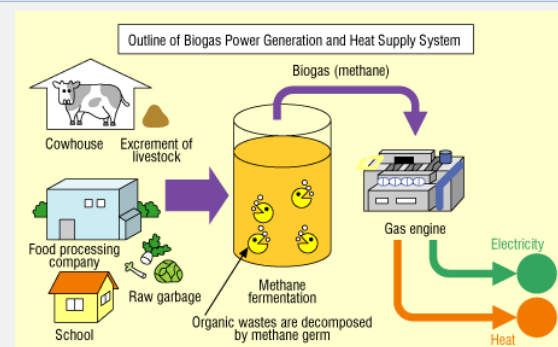 Outline of Biogas Power Generation and Heat Supply System
Biogas (methane)
Cowhouse
Excrement of
livestock
Food processing
company
Raw garbage
School
Methane
fermentation
Organic wastes are decomposed
by methane germ
Gas engine
Electricity
Heat